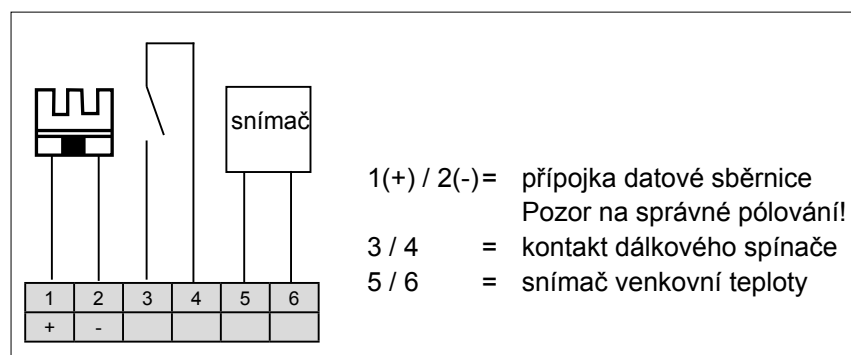 snímač
1(+) / 2(-)= přípojka datové sběrnice
Pozor na správné pólování!
3 / 4 = kontakt dálkového spínače
5 / 6 = snímač venkovní teploty
1 2 3 4 5 6
+ -